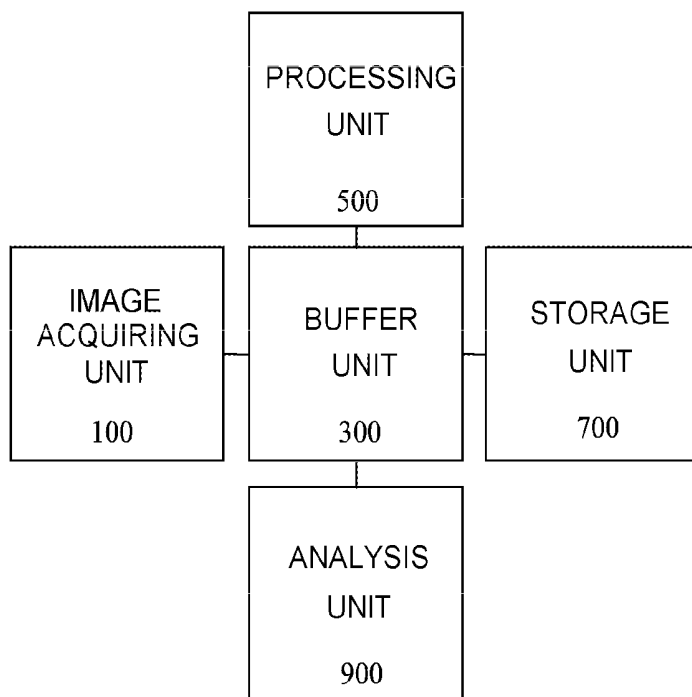 PROCESSING
UNIT
500
IMAGE
ACQUIRING
UNIT
100
BUFFER
UNIT
300
STORAGE
UNIT
700
ANALYSIS
UNIT
900